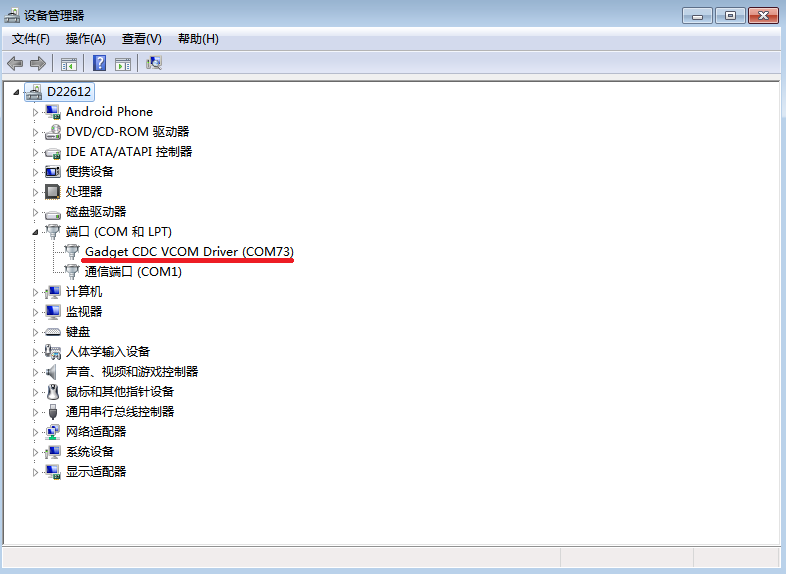 设备管理器
文件(F) 操作(A) 查看(V) 帮助(H)
D22612
Android Phone
DVD/CD-ROM 驱动器
IDE ATA/ATAPI 控制器
便携设备
处理器
磁盘驱动器
端口 (COM 和 LPT)
Gadget CDC VCOM Driver (COM73)
通信端口 (COM1)
计算机
监视器
键盘
人体学输入设备
声音、视频和游戏控制器
鼠标和其他指针设备
通用串行总线控制器
网络适配器
系统设备
显示适配器